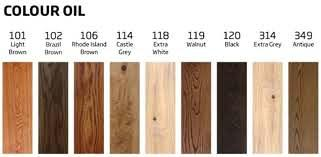 COLOUR OIL
101 102 106 114 118 119 120 314 349
Light Brazil Rhode Island Castle Extra Walnut Black Extra Grey Antique
Brown Brown Brown Grey White